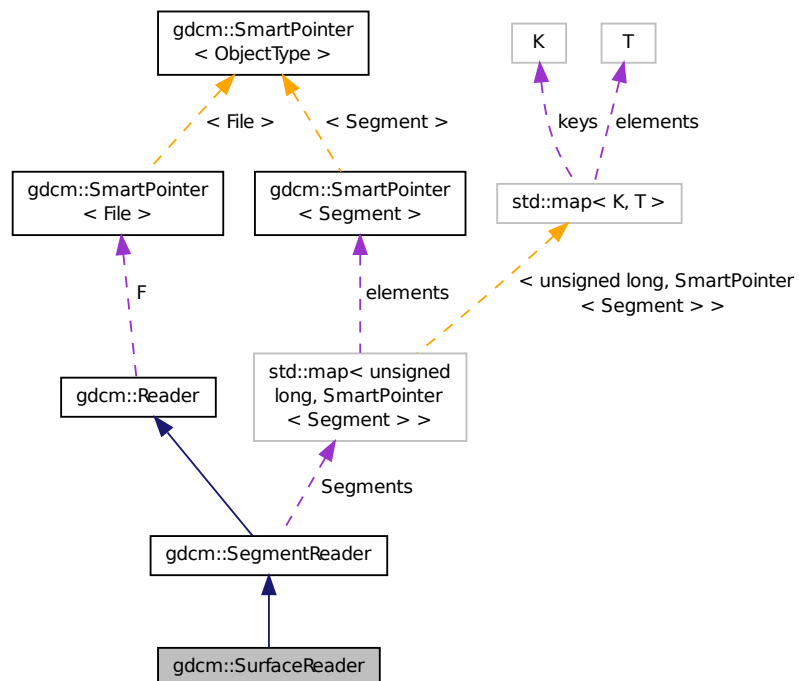 gdcm::SmartPointer
< ObjectType >
K
T
< File >
< Segment >
keys
elements
gdcm::SmartPointer
< File >
gdcm::SmartPointer
< Segment >
std::map< K, T >
F
elements
< unsigned long, SmartPointer
< Segment > >
gdcm::Reader
std::map< unsigned
long, SmartPointer
< Segment > >
Segments
gdcm::SegmentReader
gdcm::SurfaceReader